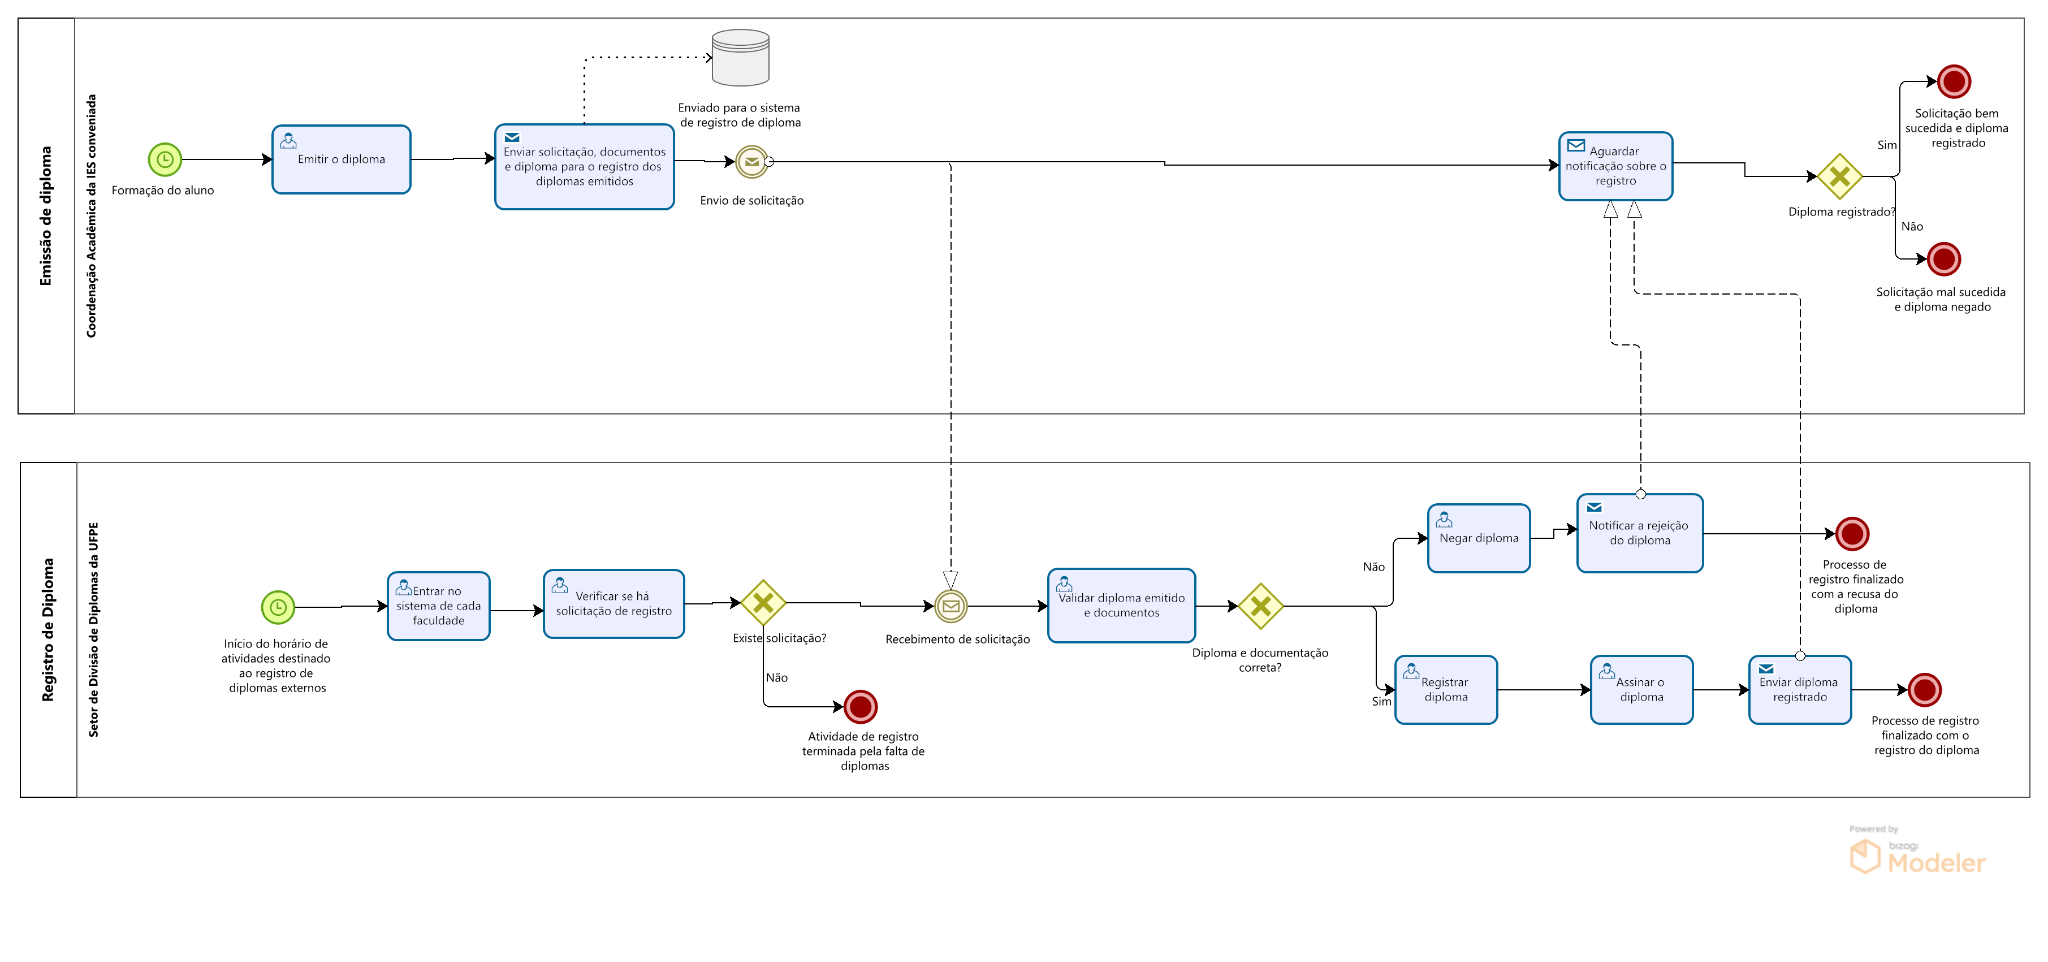 Emissão de diploma
Coordenação Acadêmica da IES conveniada
Formação do aluno
Emitir o diploma
Enviar solicitação, documentos
e diploma para o registro dos
diplomas emitidos
Enviado para o sistema
de registro de diploma
Envio de solicitação
Aguardar
notificação sobre o
registro
Diploma registrado?
Sim
Solicitação bem
sucedida e diploma
registrado
Não
Solicitação mal sucedida
e diploma negado
Registro de Diploma
Setor de Divisão de Diplomas da UFPE
Início do horário de
atividades destinado
ao registro de
diplomas externos
Entrar no
sistema de cada
faculdade
Verificar se há
solicitação de registro
Existe solicitação?
Não
Atividade de registro
terminada pela falta de
diplomas
Recebimento de solicitação
Validar diploma emitido
e documentos
Diploma e documentação
correta?
Não
Negar diploma
Notificar a rejeição
do diploma
Processo de
registro finalizado
com a recusa do
diploma
Sim
Registrar
diploma
Assinar o
diploma
Enviar diploma
registrado
Processo de registro
finalizado com o
registro do diploma
Powered by
bizagi
Modeler